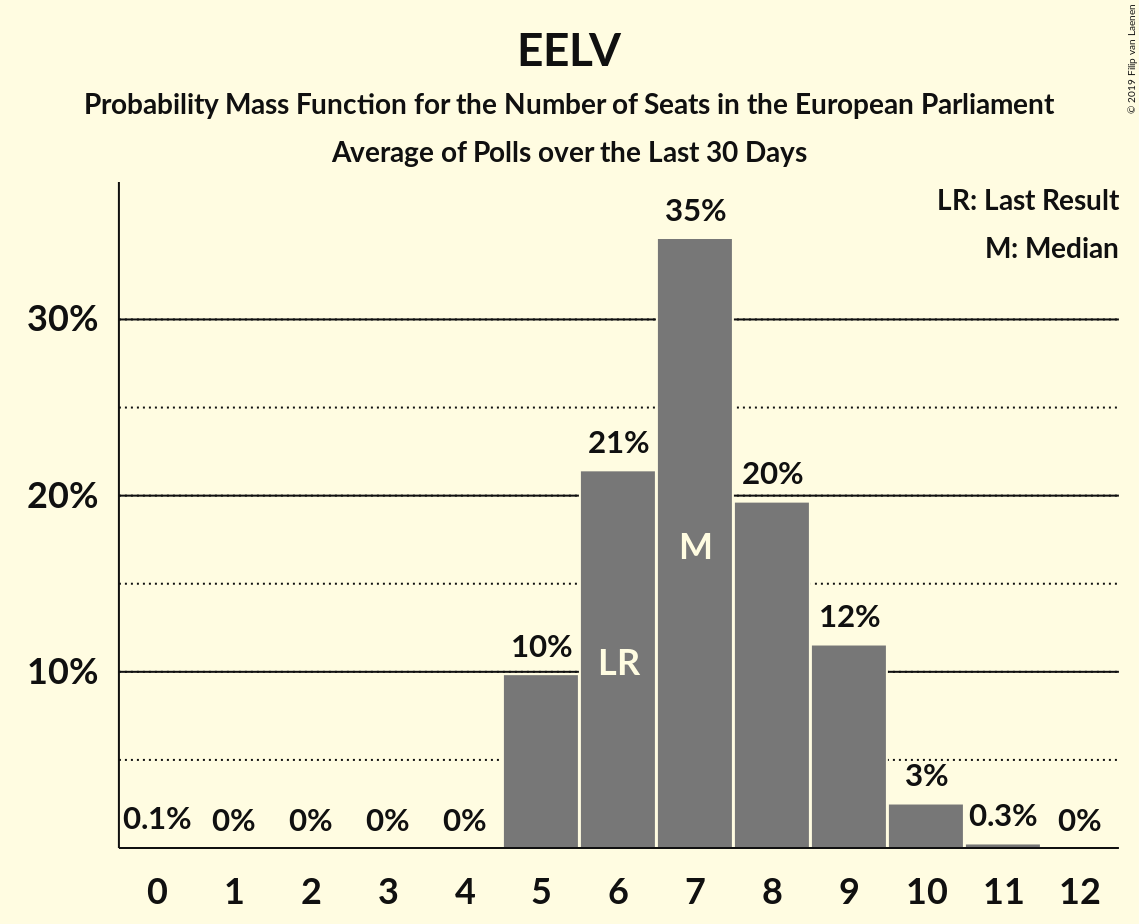 EELV
Probability Mass Function for the Number of Seats in the European Parliament
Average of Polls over the Last 30 Days
© 2019 Filip van Laenen
LR: Last Result
M: Median
35%
30%
21%
20%
20%
M
12%
10%
LR
10%
3%
0.1% 0% 0% 0% 0% 0.3% 0%
0 1 2 3 4 5 6 7 8 9 10 11 12